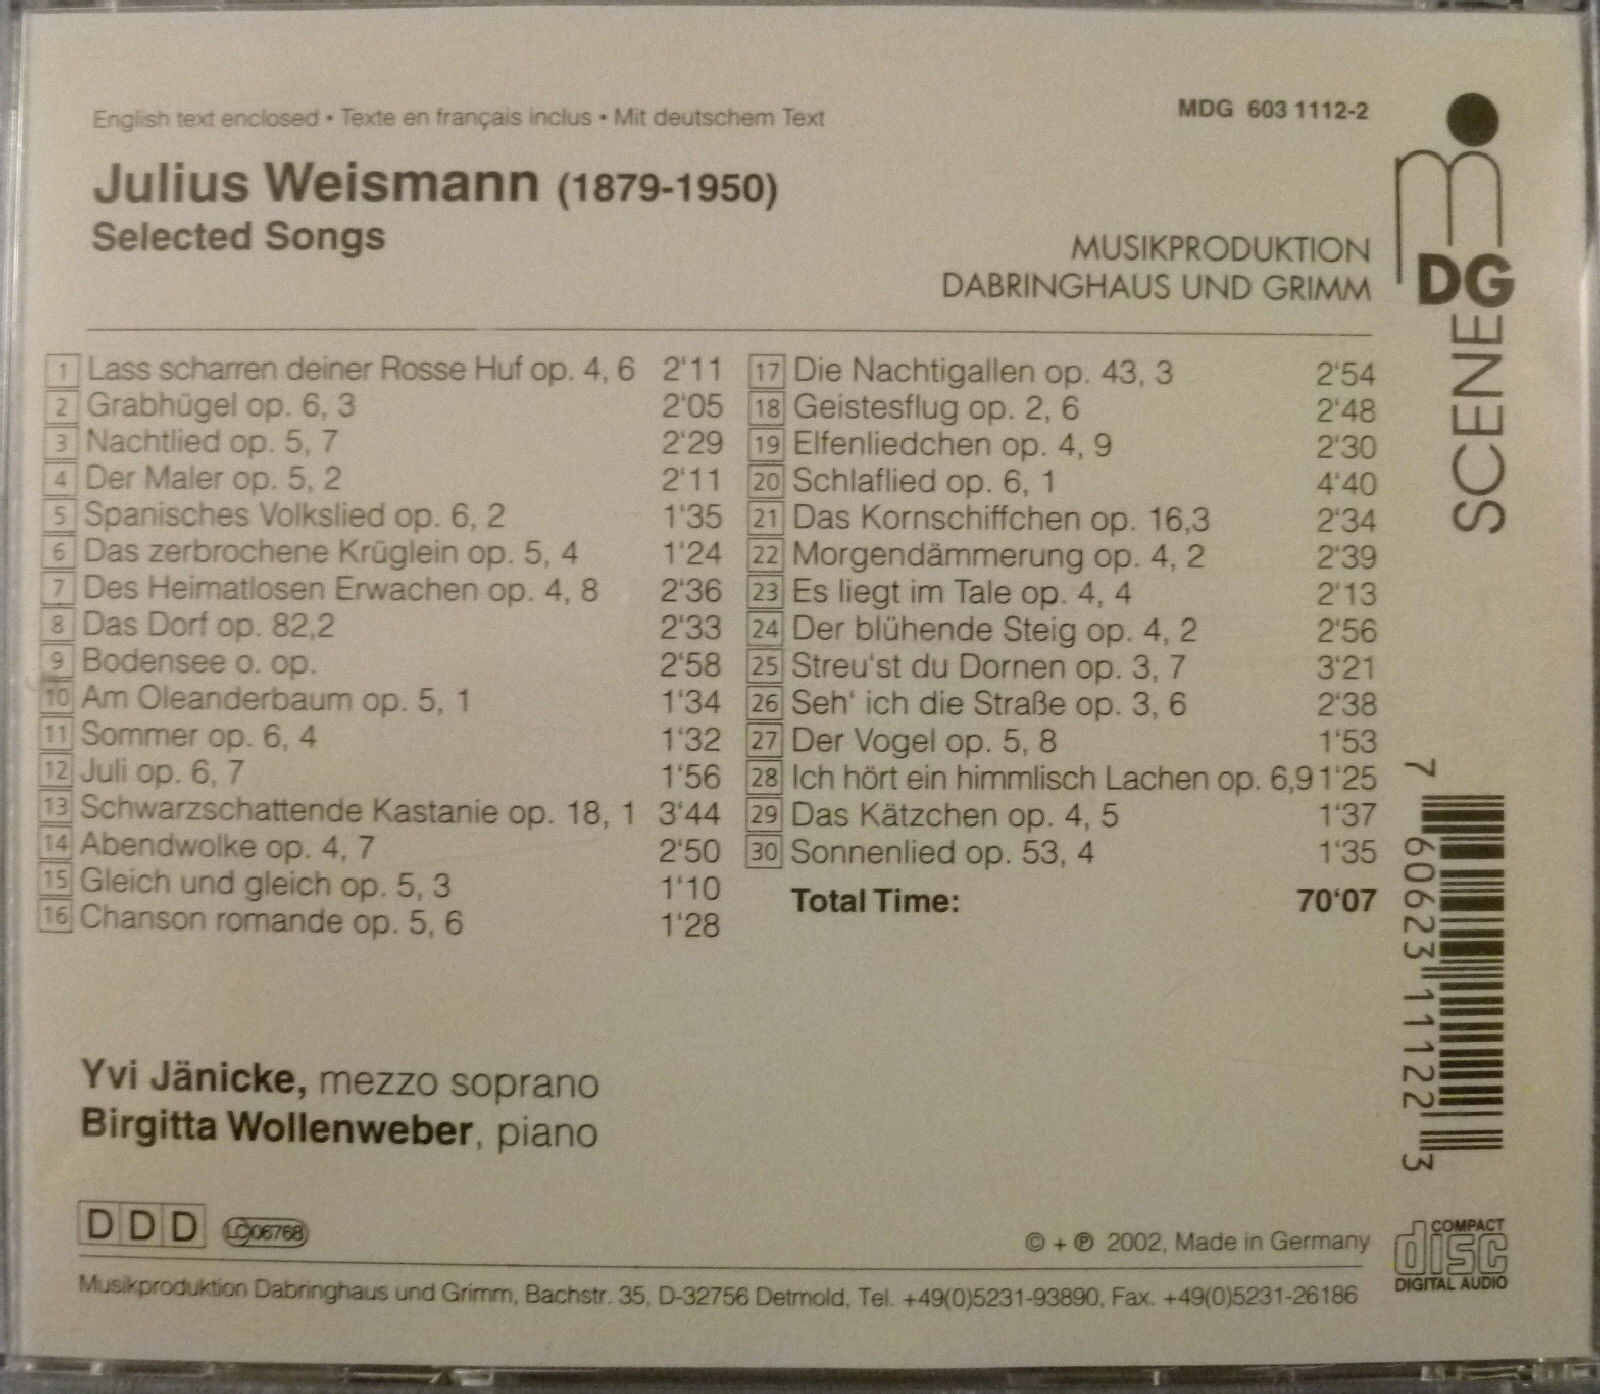 English text enclosed • Texte en français inclus • Mit deutschem Text
MDG 603 1112-2
Julius Weismann (1879-1950)
Selected Songs
MUSIKPRODUKTION
DABRINGHAUS UND GRIMM
DG
SCENE
1 Lass scharren deiner Rosse Huf op. 4, 6 2'11
2 Grabhügel op. 6, 3 2'05
3 Nachtlied op. 5, 7 2'29
4 Der Maler op. 5, 2 2'11
5 Spanisches Volkslied op. 6, 2 1'35
6 Das zerbrochene Krüglein op. 5, 4 1'24
7 Des Heimatlosen Erwachen op. 4, 8 2'36
8 Das Dorf op. 82,2 2'33
9 Bodensee o. op. 2'58
10 Am Oleanderbaum op. 5, 1 1'34
11 Sommer op. 6, 4 1'32
12 Juli op. 6, 7 1'56
13 Schwarzschattende Kastanie op. 18, 1 3'44
14 Abendwolke op. 4, 7 2'50
15 Gleich und gleich op. 5, 3 1'10
16 Chanson romande op. 5, 6 1'28
17 Die Nachtigallen op. 43, 3 2'54
18 Geistesflug op. 2, 6 2'48
19 Elfenliedchen op. 4, 9 2'30
20 Schlaflied op. 6, 1 4'40
21 Das Kornschiffchen op. 16,3 2'34
22 Morgendämmerung op. 4, 2 2'39
23 Es liegt im Tale op. 4, 4 2'13
24 Der blühende Steig op. 4, 2 2'56
25 Streu'st du Dornen op. 3, 7 3'21
26 Seh' ich die Straße op. 3, 6 2'38
27 Der Vogel op. 5, 8 1'53
28 Ich hört ein himmlisch Lachen op. 6,9 1'25
29 Das Kätzchen op. 4, 5 1'37
30 Sonnenlied op. 53, 4 1'35
Total Time: 70'07
7 60623 11122 3
Yvi Jänicke, mezzo soprano
Birgitta Wollenweber, piano
DDD LC 06768
© + ℗ 2002, Made in Germany
COMPACT
disc
DIGITAL AUDIO
Musikproduktion Dabringhaus und Grimm, Bachstr. 35, D-32756 Detmold, Tel. +49(0)5231-93890, Fax. +49(0)5231-26186